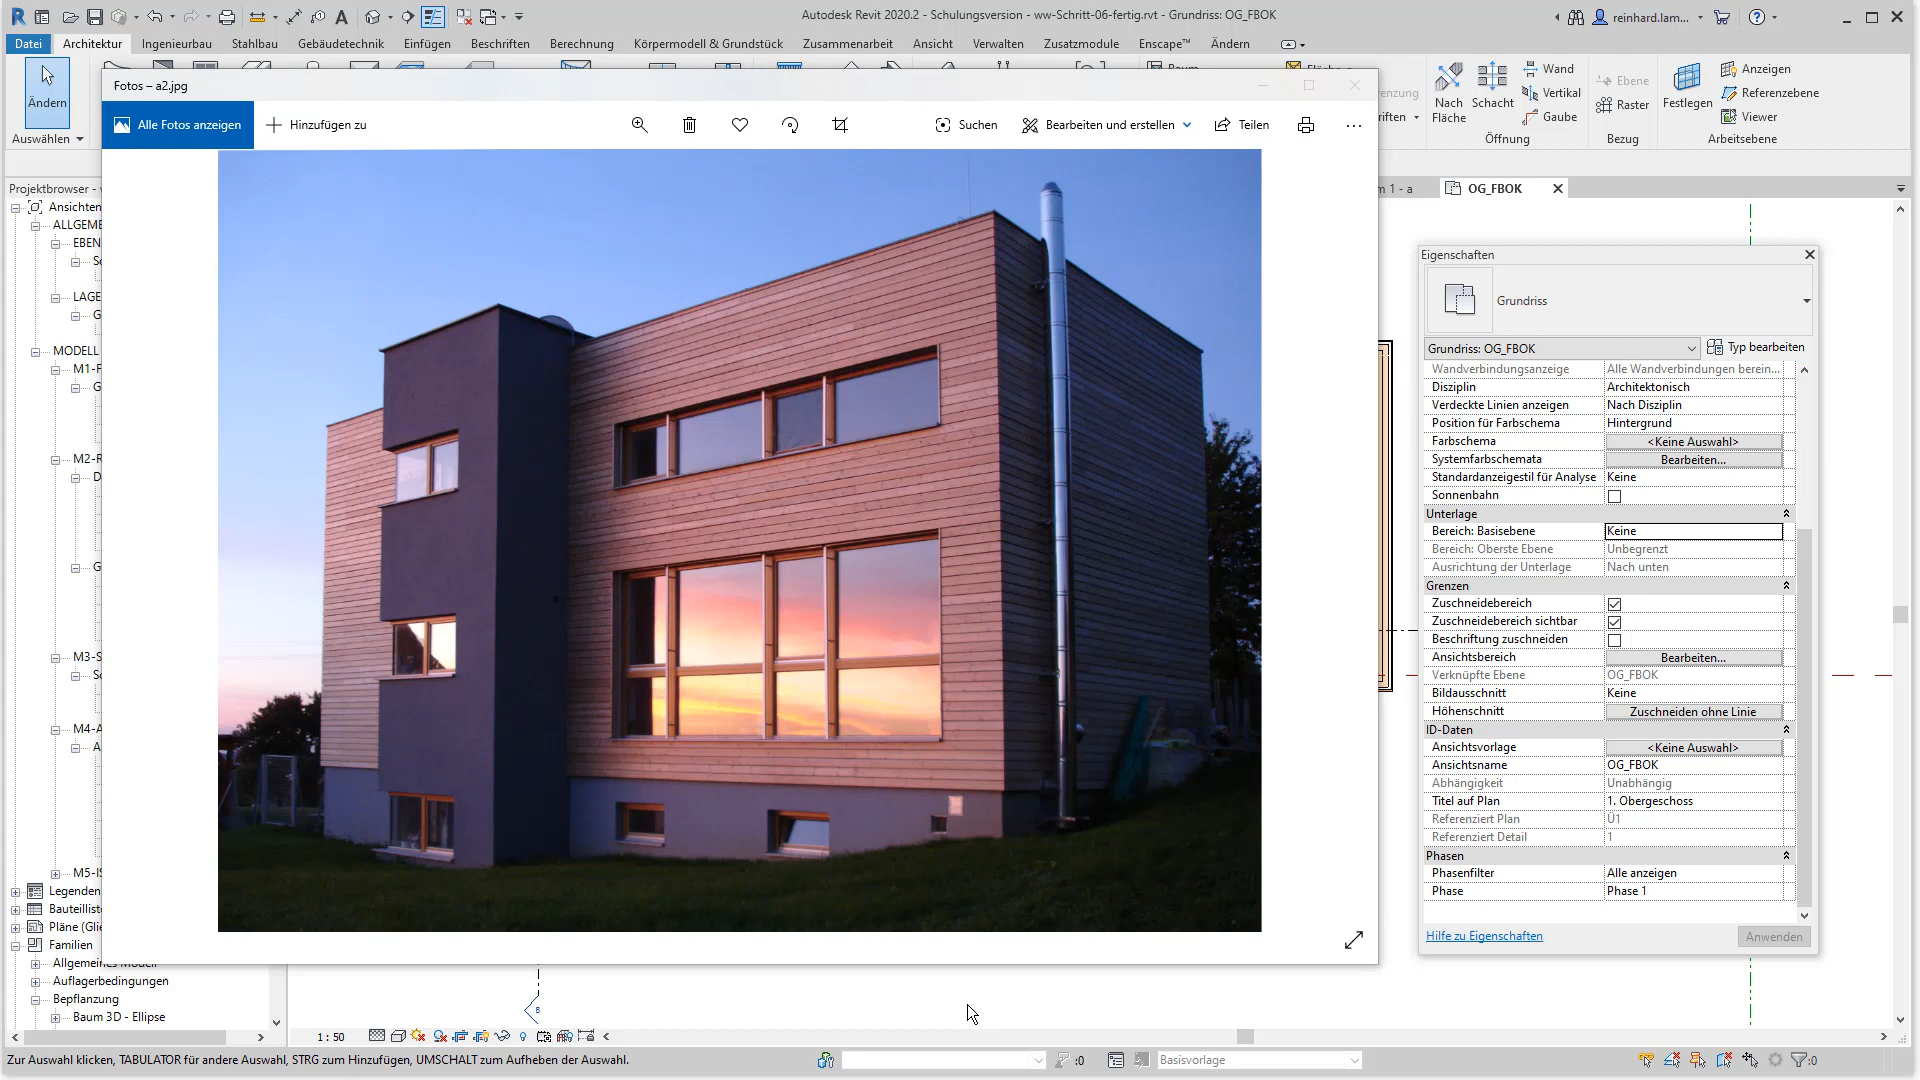 Autodesk Revit 2020.2 - Schulungsversion - ww-Schritt-06-fertig.rvt - Grundriss: OG_FBOK
reinhard.lam...
Datei Architektur Ingenieurbau Stahlbau Gebäudetechnik Einfügen Beschriften Berechnung Körpermodell & Grundstück Zusammenarbeit Ansicht Verwalten Zusatzmodule Enscape™ Ändern
Ändern
Auswählen
Nach Fläche
Schacht
Wand
Vertikal
Gaube
Öffnung
Ebene
Raster
Bezug
Festlegen
Anzeigen
Referenzebene
Viewer
Arbeitsebene
Fotos – a2.jpg
Alle Fotos anzeigen
Hinzufügen zu
Suchen
Bearbeiten und erstellen
Teilen
Projektbrowser -
Ansichten
ALLGEME
EBEN
LAGE
G
MODELL
M1-F
G
M2-R
D
G
M3-S
M4-A
A
M5-IS
Legenden
Bauteilliste
Pläne (Glie
Familien
Auflagerbedingungen
Bepflanzung
Baum 3D - Ellipse
m 1 - a
OG_FBOK
Eigenschaften
Grundriss
Grundriss: OG_FBOK
Typ bearbeiten
Wandverbindungsanzeige Alle Wandverbindungen berein...
Disziplin Architektonisch
Verdeckte Linien anzeigen Nach Disziplin
Position für Farbschema Hintergrund
Farbschema <Keine Auswahl>
Systemfarbschemata Bearbeiten...
Standardanzeigestil für Analyse Keine
Sonnenbahn
Unterlage
Bereich: Basisebene Keine
Bereich: Oberste Ebene Unbegrenzt
Ausrichtung der Unterlage Nach unten
Grenzen
Zuschneidebereich
Zuschneidebereich sichtbar
Beschriftung zuschneiden
Ansichtsbereich Bearbeiten...
Verknüpfte Ebene OG_FBOK
Bildausschnitt Keine
Höhenschnitt Zuschneiden ohne Linie
ID-Daten
Ansichtsvorlage <Keine Auswahl>
Ansichtsname OG_FBOK
Abhängigkeit Unabhängig
Titel auf Plan 1. Obergeschoss
Referenziert Plan Ü1
Referenziert Detail 1
Phasen
Phasenfilter Alle anzeigen
Phase Phase 1
Hilfe zu Eigenschaften
Anwenden
B
1 : 50
Zur Auswahl klicken, TABULATOR für andere Auswahl, STRG zum Hinzufügen, UMSCHALT zum Aufheben der Auswahl.
:0
Basisvorlage
:0